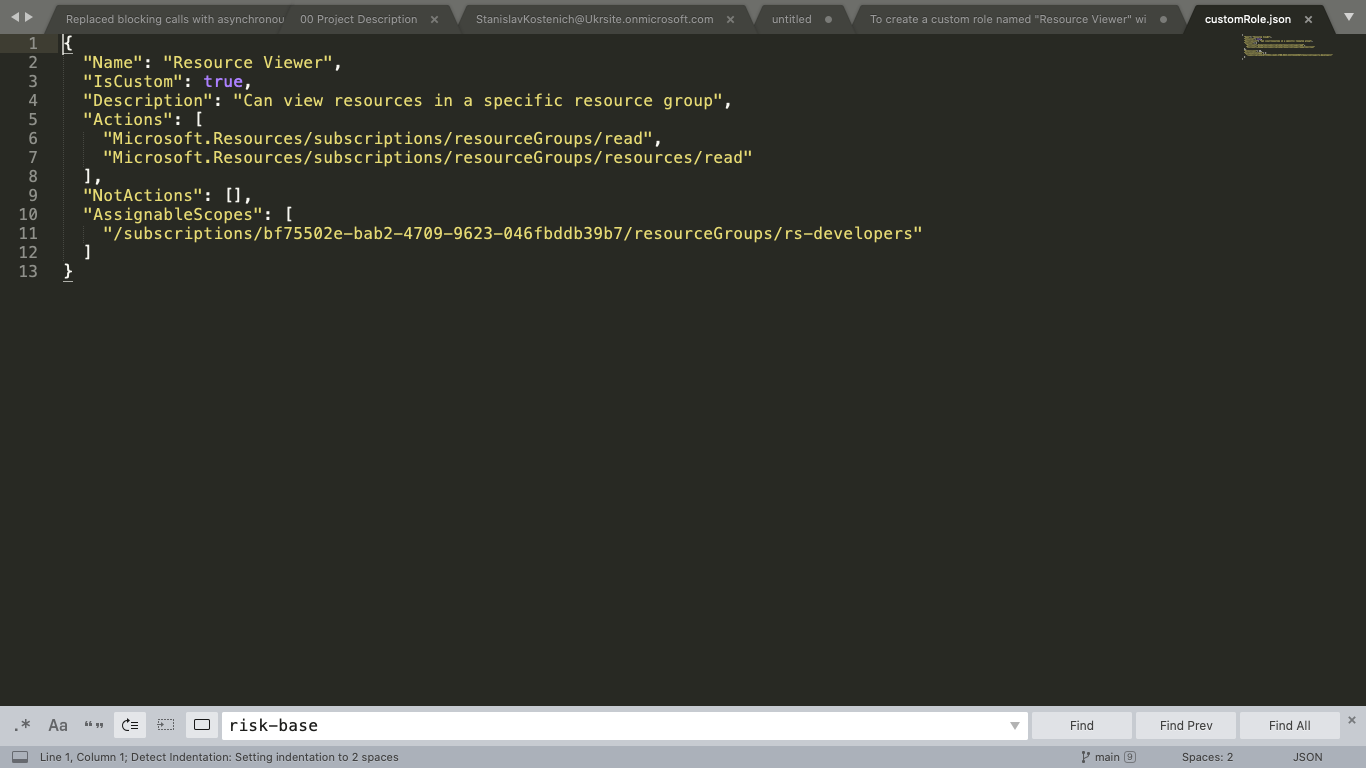 Replaced blocking calls with asynchronou
00 Project Description
StanislavKostenich@Ukrsite.onmicrosoft.com
untitled
To create a custom role named "Resource Viewer" wi
customRole.json
1 {
2 "Name": "Resource Viewer",
3 "IsCustom": true,
4 "Description": "Can view resources in a specific resource group",
5 "Actions": [
6 "Microsoft.Resources/subscriptions/resourceGroups/read",
7 "Microsoft.Resources/subscriptions/resourceGroups/resources/read"
8 ],
9 "NotActions": [],
10 "AssignableScopes": [
11 "/subscriptions/bf75502e-bab2-4709-9623-046fbddb39b7/resourceGroups/rs-developers"
12 ]
13 }
.* Aa “” risk-base Find Find Prev Find All
Line 1, Column 1; Detect Indentation: Setting indentation to 2 spaces main 9 Spaces: 2 JSON